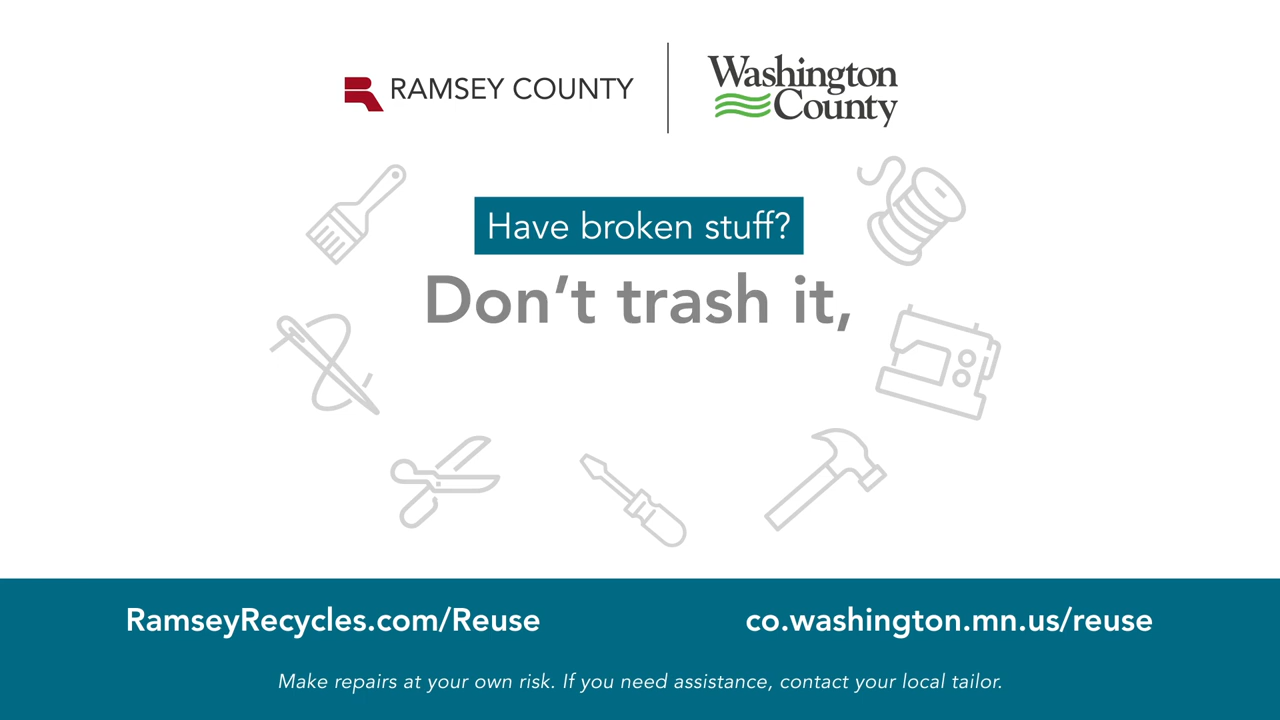 RAMSEY COUNTY
Washington
County
Have broken stuff?
Don’t trash it,
RamseyRecycles.com/Reuse
co.washington.mn.us/reuse
Make repairs at your own risk. If you need assistance, contact your local tailor.